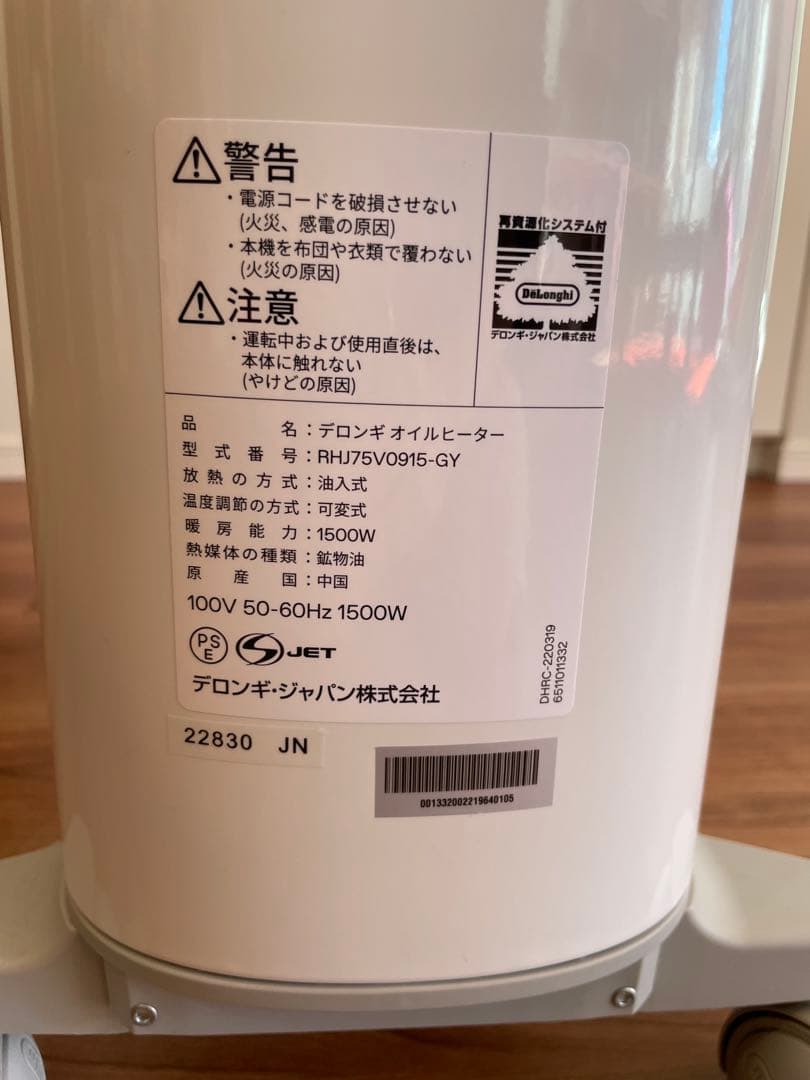 警告
・電源コードを破損させない
(火災、感電の原因)
・本機を布団や衣類で覆わない
(火災の原因)
注意
・運転中および使用直後は、
本体に触れない
(やけどの原因)
再資源化システム付
DeLonghi
デロンギ・ジャパン株式会社
品名：デロンギ オイルヒーター
型式番号：RHJ75V0915-GY
放熱の方式：油入式
温度調節の方式：可変式
暖房能力：1500W
熱媒体の種類：鉱物油
原産国：中国
100V 50-60Hz 1500W
PSE
S JET
デロンギ・ジャパン株式会社
DHRC-220319
6511011332
22830 JN
001332002219640105